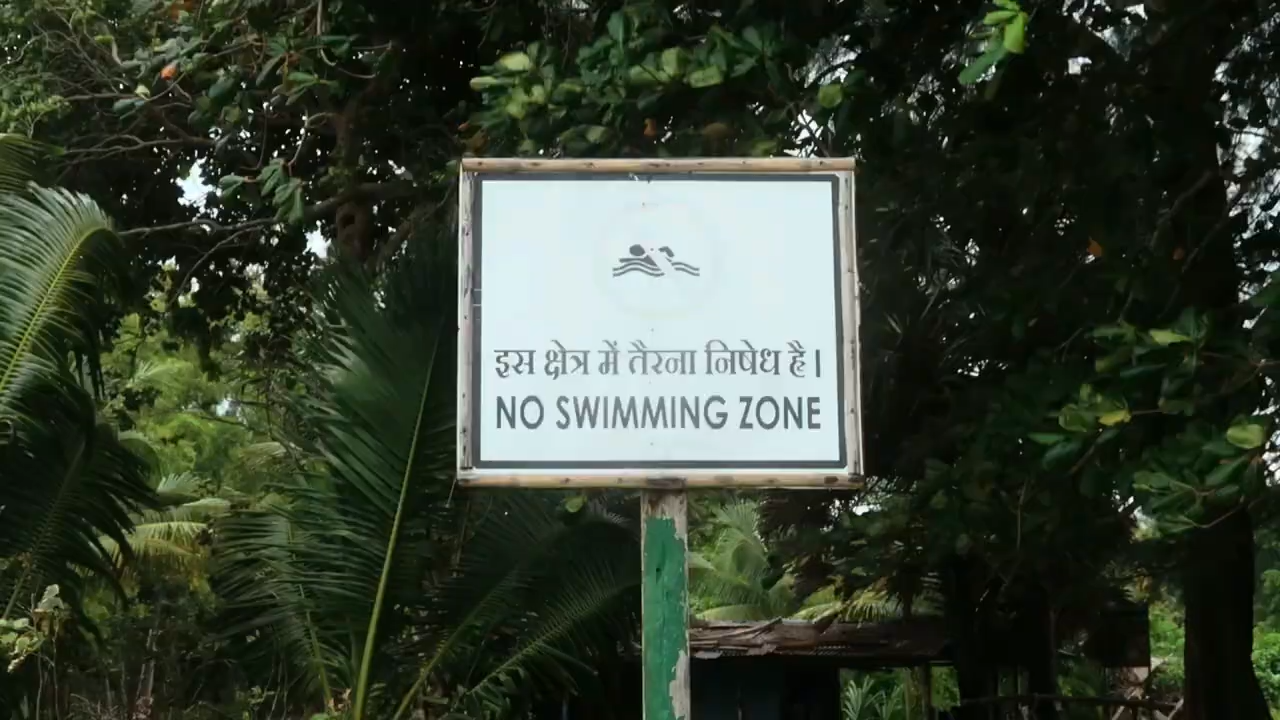 इस क्षेत्र में तैरना निषेध है।
NO SWIMMING ZONE